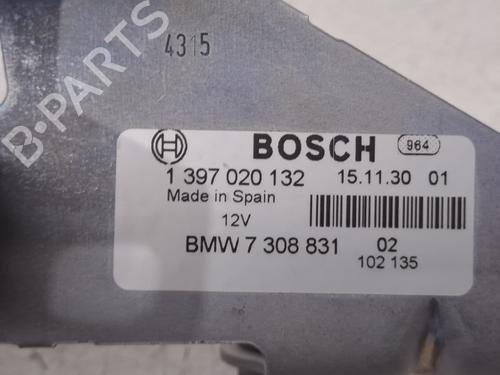 4315
B-PARTS
BOSCH 964
1 397 020 132 15.11.30 01
Made in Spain
12V
BMW 7 308 831 02
102 135